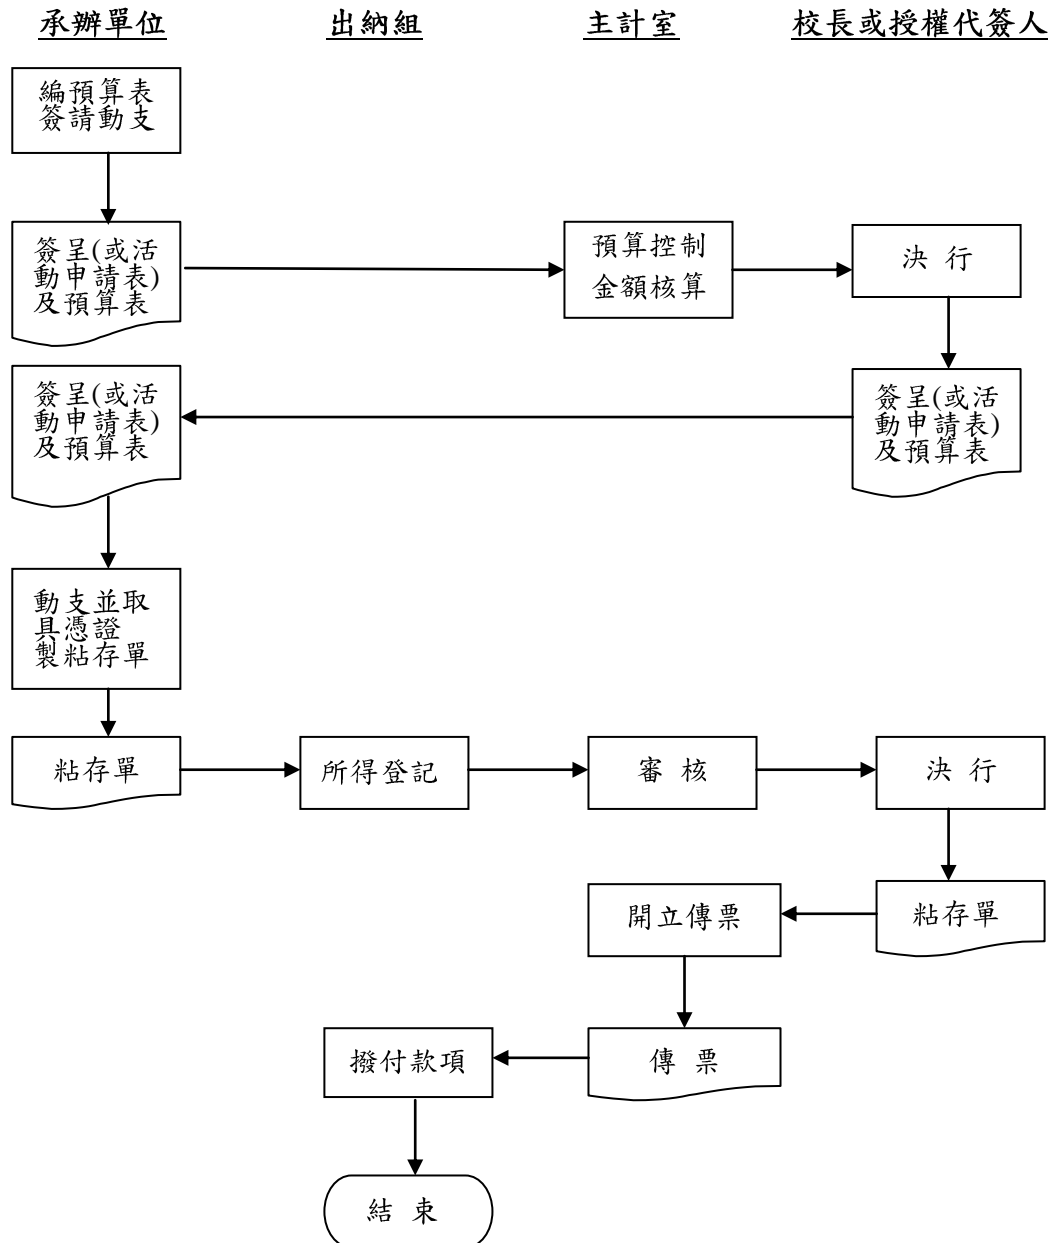 承辦單位
出納組
主計室
校長或授權代簽人
編預算表
簽請動支
簽呈(或活
動申請表)
及預算表
預算控制
金額核算
決 行
簽呈(或活
動申請表)
及預算表
簽呈(或活
動申請表)
及預算表
動支並取
具憑證
製粘存單
粘存單
所得登記
審 核
決 行
開立傳票
粘存單
撥付款項
傳 票
結 束